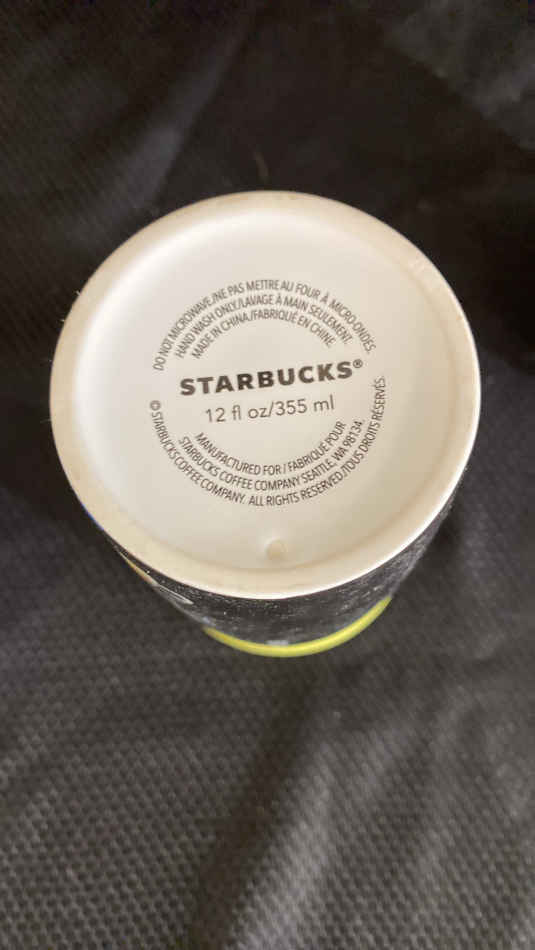 DO NOT MICROWAVE./NE PAS METTRE AU FOUR À MICRO-ONDES.
HAND WASH ONLY./LAVAGE À MAIN SEULEMENT.
MADE IN CHINA./FABRIQUÉ EN CHINE.
STARBUCKS®
12 fl oz/355 ml
MANUFACTURED FOR / FABRIQUÉ POUR
STARBUCKS COFFEE COMPANY SEATTLE, WA 98134.
© STARBUCKS COFFEE COMPANY. ALL RIGHTS RESERVED./TOUS DROITS RÉSERVÉS.